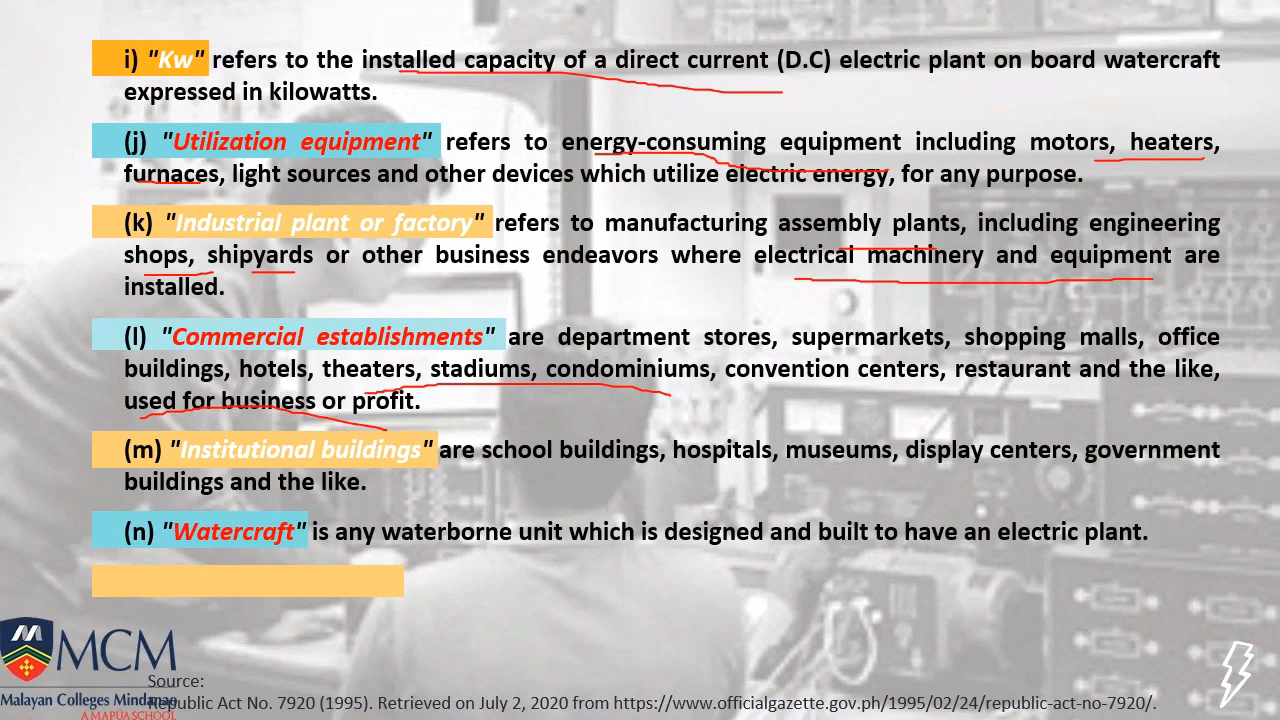 i) "Kw" refers to the installed capacity of a direct current (D.C) electric plant on board watercraft
expressed in kilowatts.
(j) "Utilization equipment" refers to energy-consuming equipment including motors, heaters,
furnaces, light sources and other devices which utilize electric energy, for any purpose.
(k) "Industrial plant or factory" refers to manufacturing assembly plants, including engineering
shops, shipyards or other business endeavors where electrical machinery and equipment are
installed.
(l) "Commercial establishments" are department stores, supermarkets, shopping malls, office
buildings, hotels, theaters, stadiums, condominiums, convention centers, restaurant and the like,
used for business or profit.
(m) "Institutional buildings" are school buildings, hospitals, museums, display centers, government
buildings and the like.
(n) "Watercraft" is any waterborne unit which is designed and built to have an electric plant.
MCM
Malayan Colleges Mindanao
A MAPUA SCHOOL
Source:
Republic Act No. 7920 (1995). Retrieved on July 2, 2020 from https://www.officialgazette.gov.ph/1995/02/24/republic-act-no-7920/.